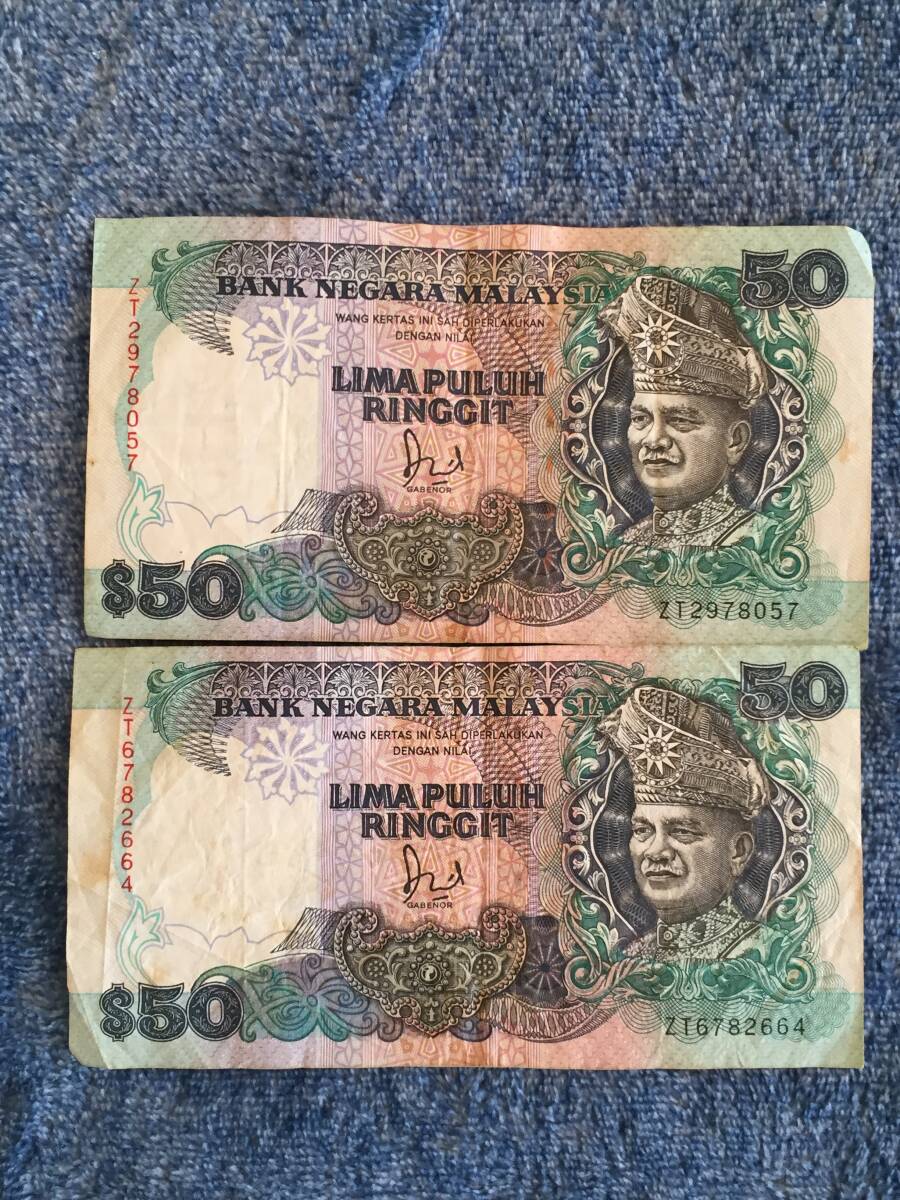 50
BANK NEGARA MALAYSIA
WANG KERTAS INI SAH DIPERLAKUKAN
DENGAN NILAI
LIMA PULUH
RINGGIT
GABENOR
ZT2978057
$50
ZT2978057
50
BANK NEGARA MALAYSIA
WANG KERTAS INI SAH DIPERLAKUKAN
DENGAN NILAI
LIMA PULUH
RINGGIT
GABENOR
ZT6782664
$50
ZT6782664